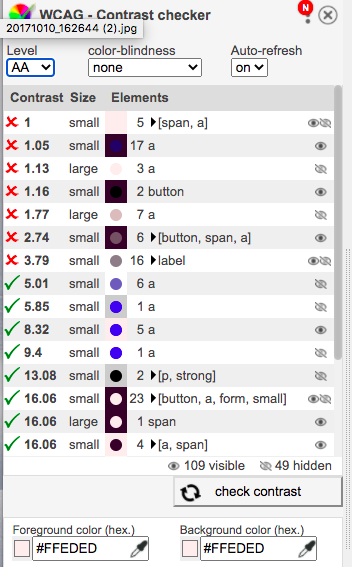 WCAG - Contrast checker
N
20171010_162644 (2).jpg
Level color-blindness Auto-refresh
AA none on
Contrast Size Elements
1 small 5 [span, a]
1.05 small 17 a
1.13 large 3 a
1.16 small 2 button
1.77 large 7 a
2.74 small 6 [button, span, a]
3.79 small 16 label
5.01 small 6 a
5.85 small 1 a
8.32 small 5 a
9.4 small 1 a
13.08 small 2 [p, strong]
16.06 small 23 [button, a, form, small]
16.06 large 1 span
16.06 small 4 [a, span]
109 visible 49 hidden
check contrast
Foreground color (hex.) Background color (hex.)
#FFEDED #FFEDED